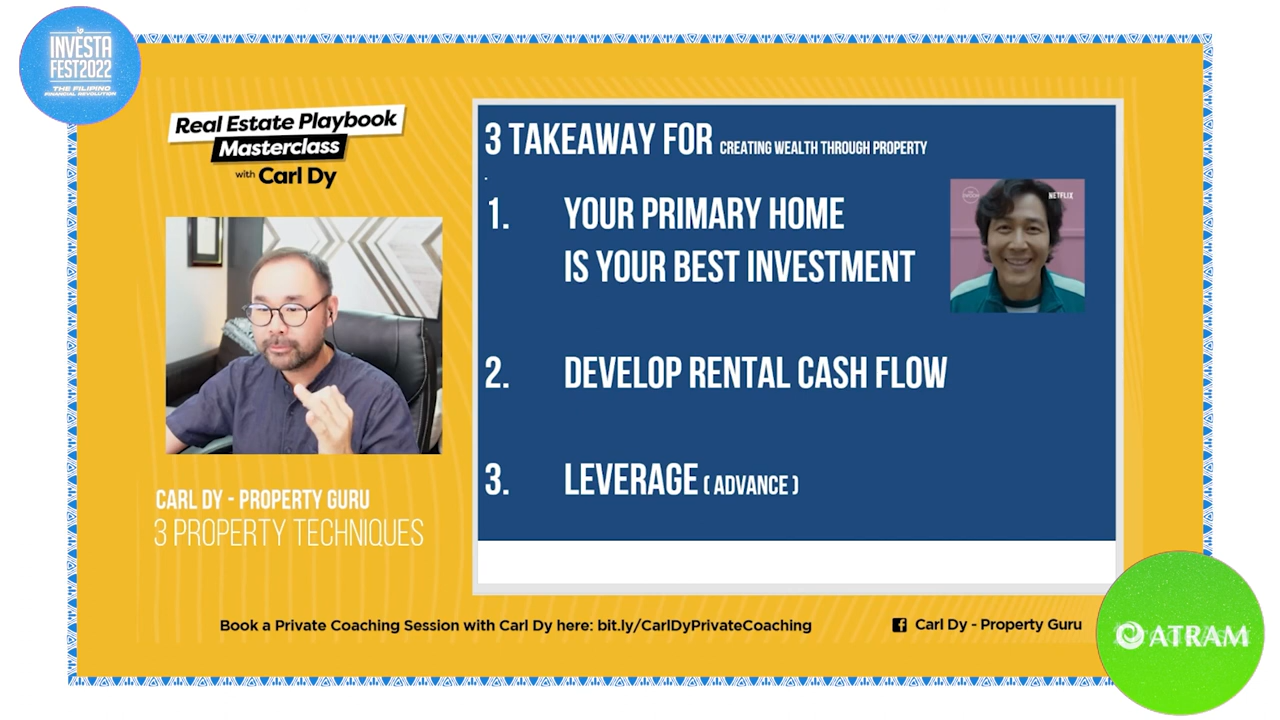 INVESTA
FEST2022
THE FILIPINO
FINANCIAL REVOLUTION
Real Estate Playbook
Masterclass
with Carl Dy
3 TAKEAWAY FOR CREATING WEALTH THROUGH PROPERTY
.
1. YOUR PRIMARY HOME
IS YOUR BEST INVESTMENT
NETFLIX
2. DEVELOP RENTAL CASH FLOW
3. LEVERAGE ( ADVANCE )
CARL DY - PROPERTY GURU
3 PROPERTY TECHNIQUES
Book a Private Coaching Session with Carl Dy here: bit.ly/CarlDyPrivateCoaching
Carl Dy - Property Guru
ATRAM